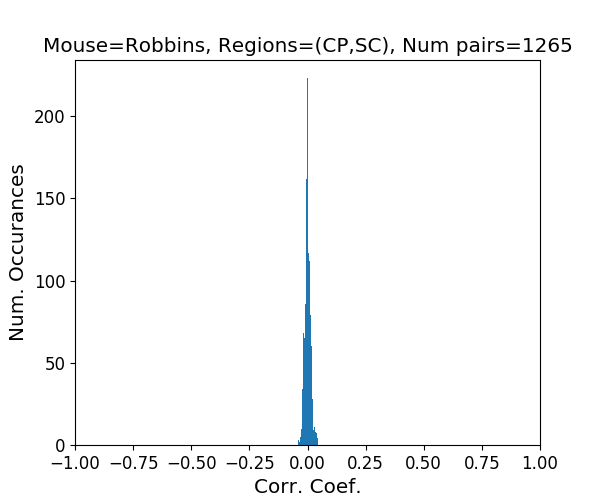 Mouse=Robbins, Regions=(CP,SC), Num pairs=1265
Num. Occurances
200
150
100
50
0
−1.00 −0.75 −0.50 −0.25 0.00 0.25 0.50 0.75 1.00
Corr. Coef.